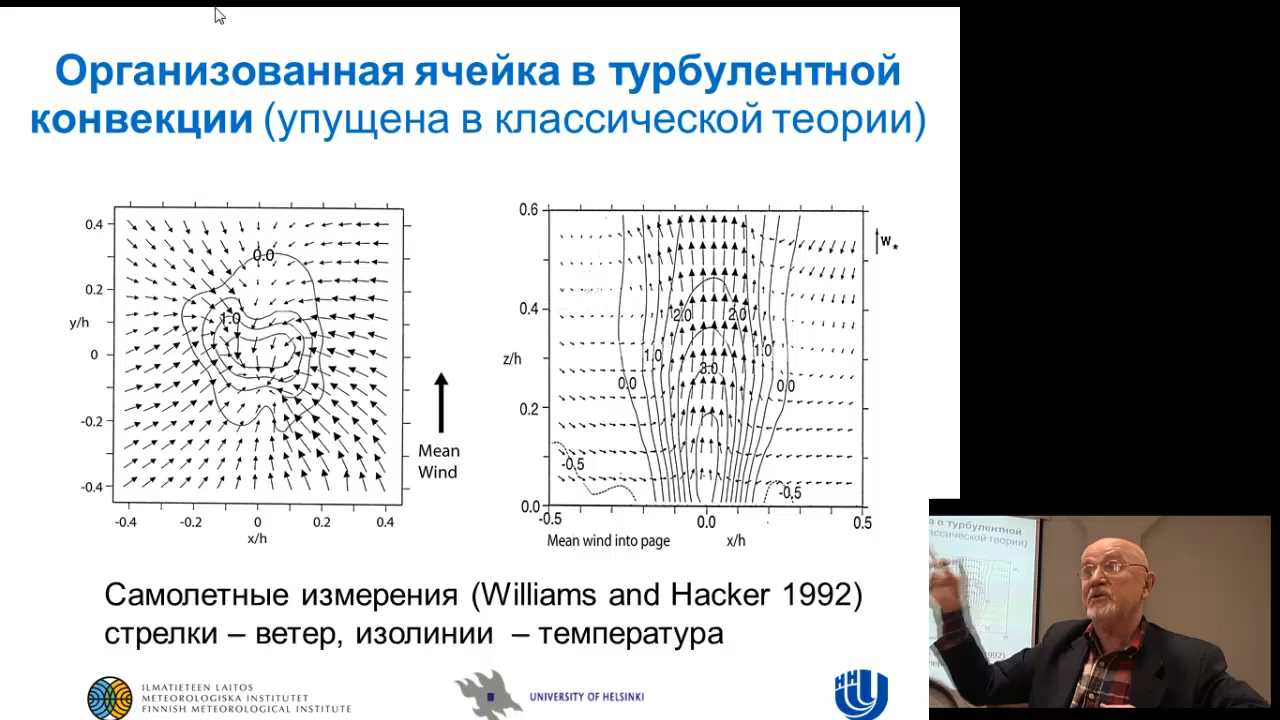 Организованная ячейка в турбулентной
конвекции (упущена в классической теории)
0.4
0.2
y/h
0
-0.2
-0.4
-0.4
-0.2
0
0.2
0.4
x/h
0.0
1.0
Mean
Wind
0.6
0.4
z/h
0.2
0.0
-0.5
0.0
0.5
Mean wind into page
x/h
2.0
2.0
1.0
3.0
1.0
0.0
0.0
-0.5
-0.5
w*
Самолетные измерения (Williams and Hacker 1992)
стрелки – ветер, изолинии – температура
ILMATIETEEN LAITOS
METEOROLOGISKA INSTITUTET
FINNISH METEOROLOGICAL INSTITUTE
UNIVERSITY OF HELSINKI
ННГУ
а в турбулентной
ссической теории)